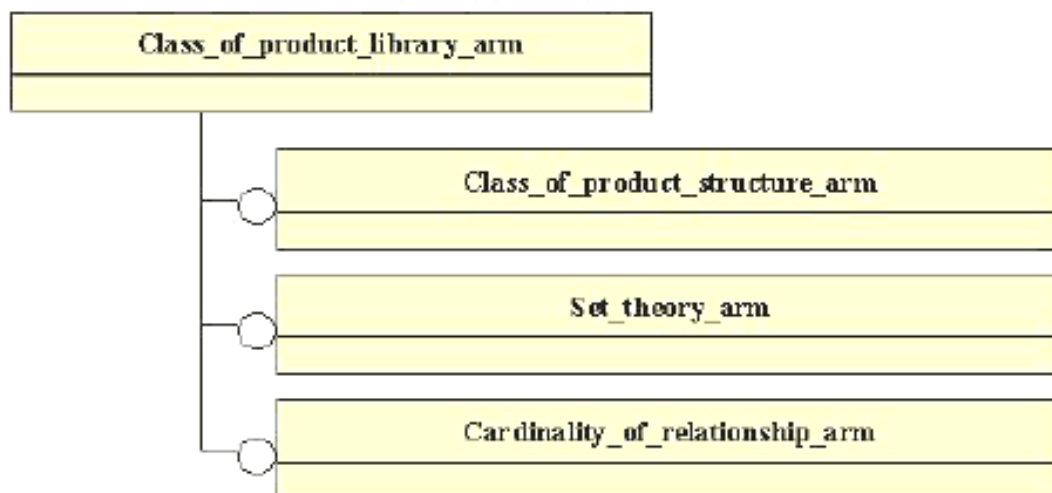 Class_of_product_library_arm
Class_of_product_structure_arm
Set_theory_arm
Cardinality_of_relationship_arm